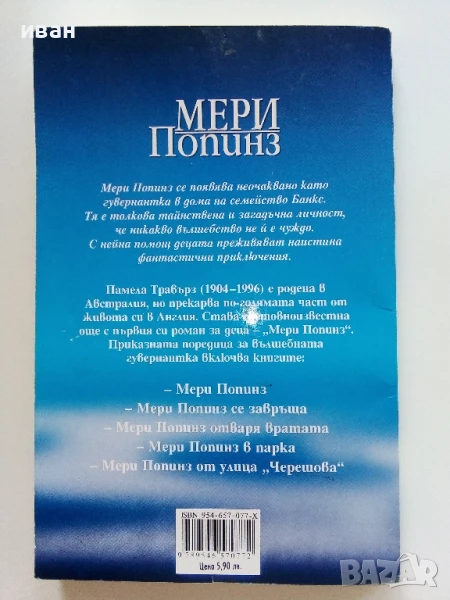 иван
МЕРИ
Попинз
Мери Попинз се появява неочаквано като
гувернантка в дома на семейство Банкс.
Тя е толкова тайнствена и загадъчна личност,
че никакво вълшебство не й е чуждо.
С нейна помощ децата преживяват наистина
фантастични приключения.
Памела Травърз (1904–1996) е родена в
Австралия, но прекарва по-голямата част от
живота си в Англия. Става световноизвестна
още с първия си роман за деца – „Мери Попинз“.
Приказната поредица за вълшебната
гувернантка включва книгите:
– Мери Попинз
– Мери Попинз се завръща
– Мери Попинз отваря вратата
– Мери Попинз в парка
– Мери Попинз от улица „Черешова“
ISBN 954-657-077-X
9789546570772
Цена 5,90 лв.
BAZAR